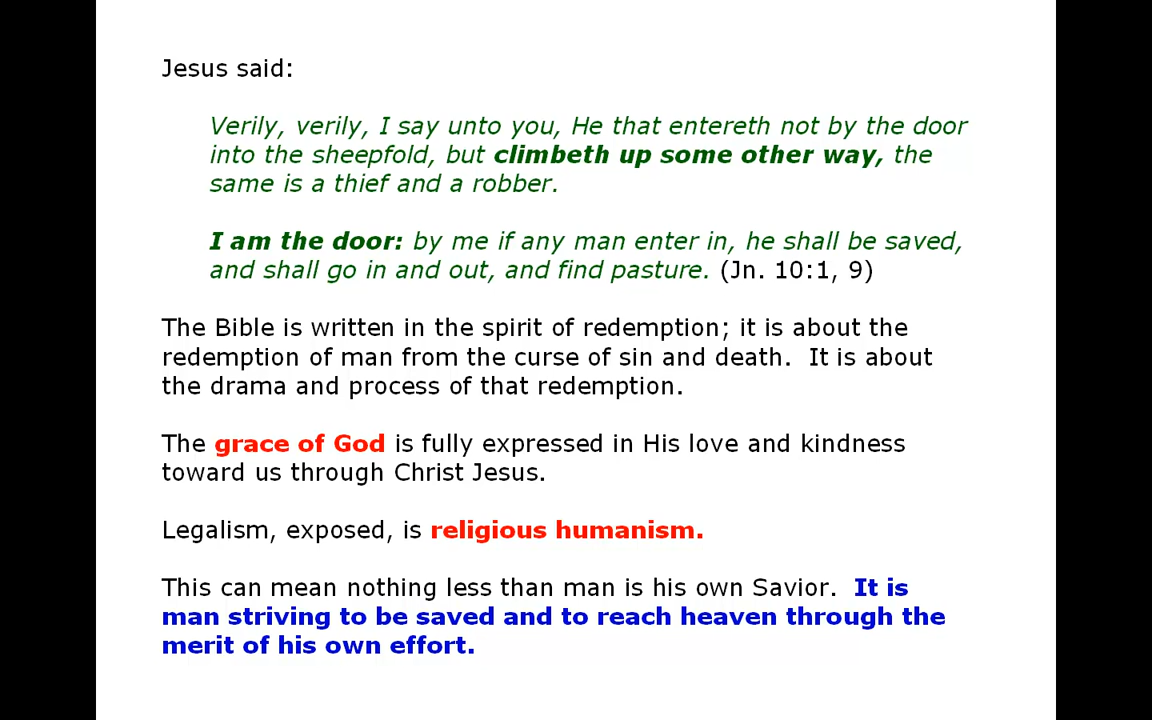 Jesus said:
Verily, verily, I say unto you, He that entereth not by the door
into the sheepfold, but climbeth up some other way, the
same is a thief and a robber.
I am the door: by me if any man enter in, he shall be saved,
and shall go in and out, and find pasture. (Jn. 10:1, 9)
The Bible is written in the spirit of redemption; it is about the
redemption of man from the curse of sin and death.  It is about
the drama and process of that redemption.
The grace of God is fully expressed in His love and kindness
toward us through Christ Jesus.
Legalism, exposed, is religious humanism.
This can mean nothing less than man is his own Savior.  It is
man striving to be saved and to reach heaven through the
merit of his own effort.